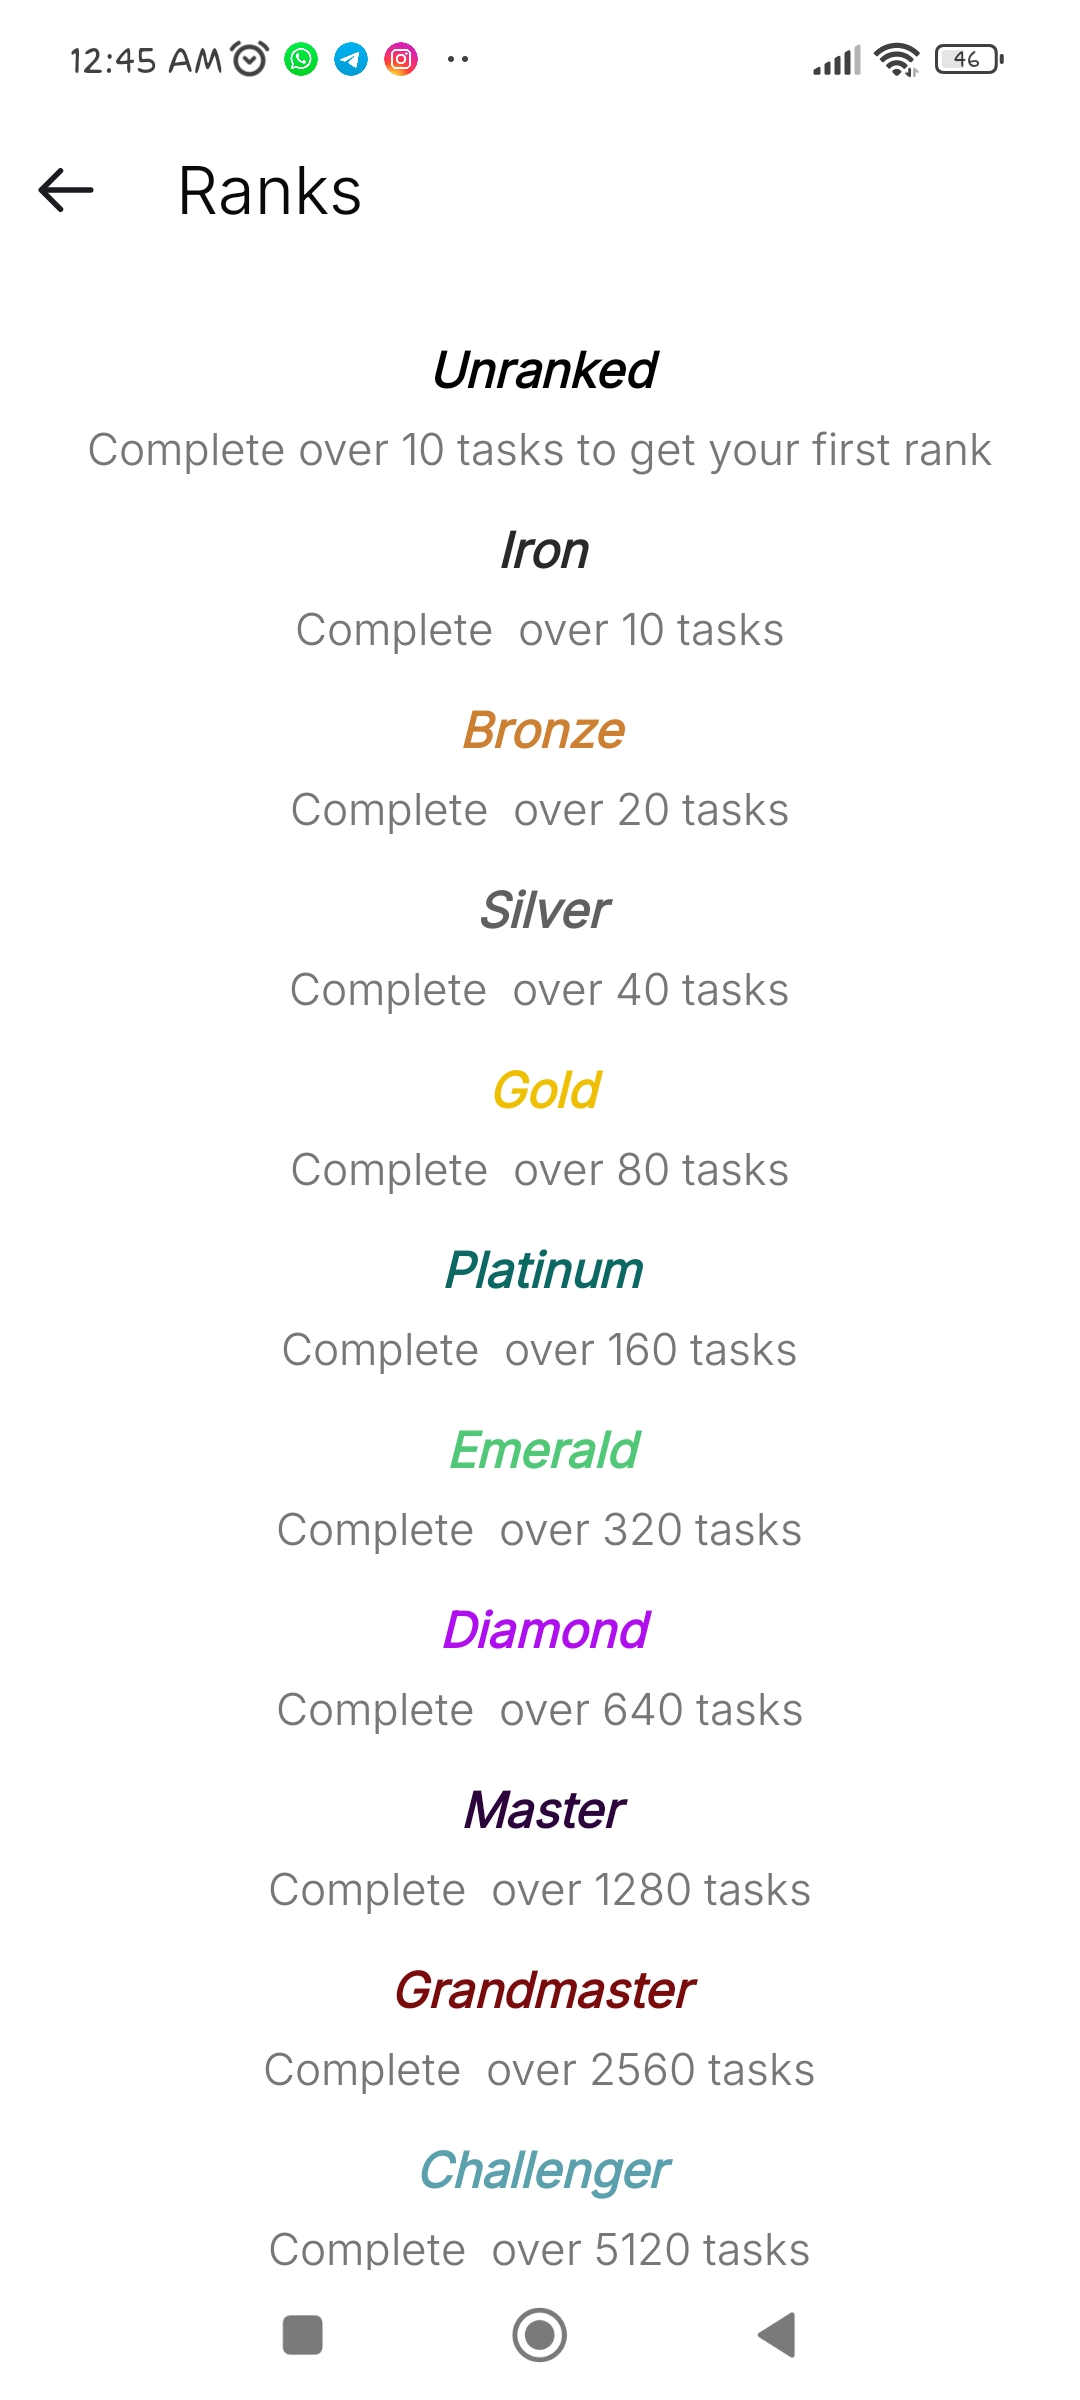 12:45 AM
46
Ranks
Unranked
Complete over 10 tasks to get your first rank
Iron
Complete  over 10 tasks
Bronze
Complete  over 20 tasks
Silver
Complete  over 40 tasks
Gold
Complete  over 80 tasks
Platinum
Complete  over 160 tasks
Emerald
Complete  over 320 tasks
Diamond
Complete  over 640 tasks
Master
Complete  over 1280 tasks
Grandmaster
Complete  over 2560 tasks
Challenger
Complete  over 5120 tasks